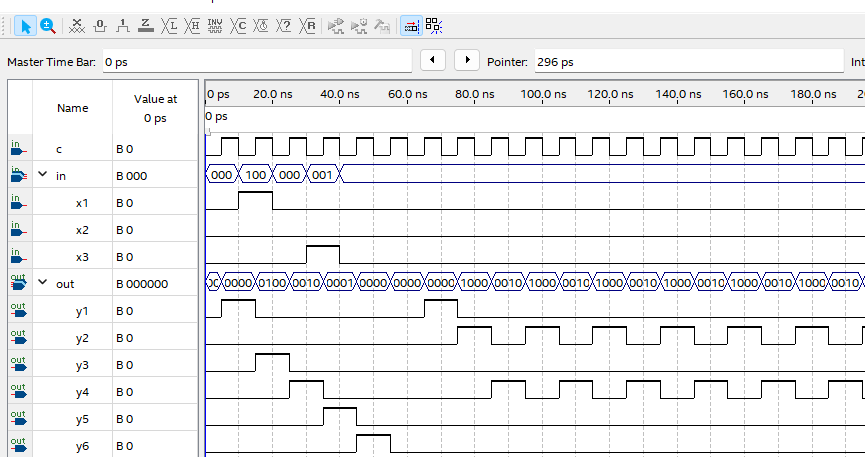 Master Time Bar: 0 ps Pointer: 296 ps Int
Name Value at 0 ps
0 ps 20.0 ns 40.0 ns 60.0 ns 80.0 ns 100.0 ns 120.0 ns 140.0 ns 160.0 ns 180.0 ns
0 ps
c B 0
in B 000 000 100 000 001
x1 B 0
x2 B 0
x3 B 0
out B 000000 0000 0100 0010 0001 0000 0000 0000 1000 0010 1000 0010 1000 0010 1000 0010 1000 0010 1000 0010
y1 B 0
y2 B 0
y3 B 0
y4 B 0
y5 B 0
y6 B 0